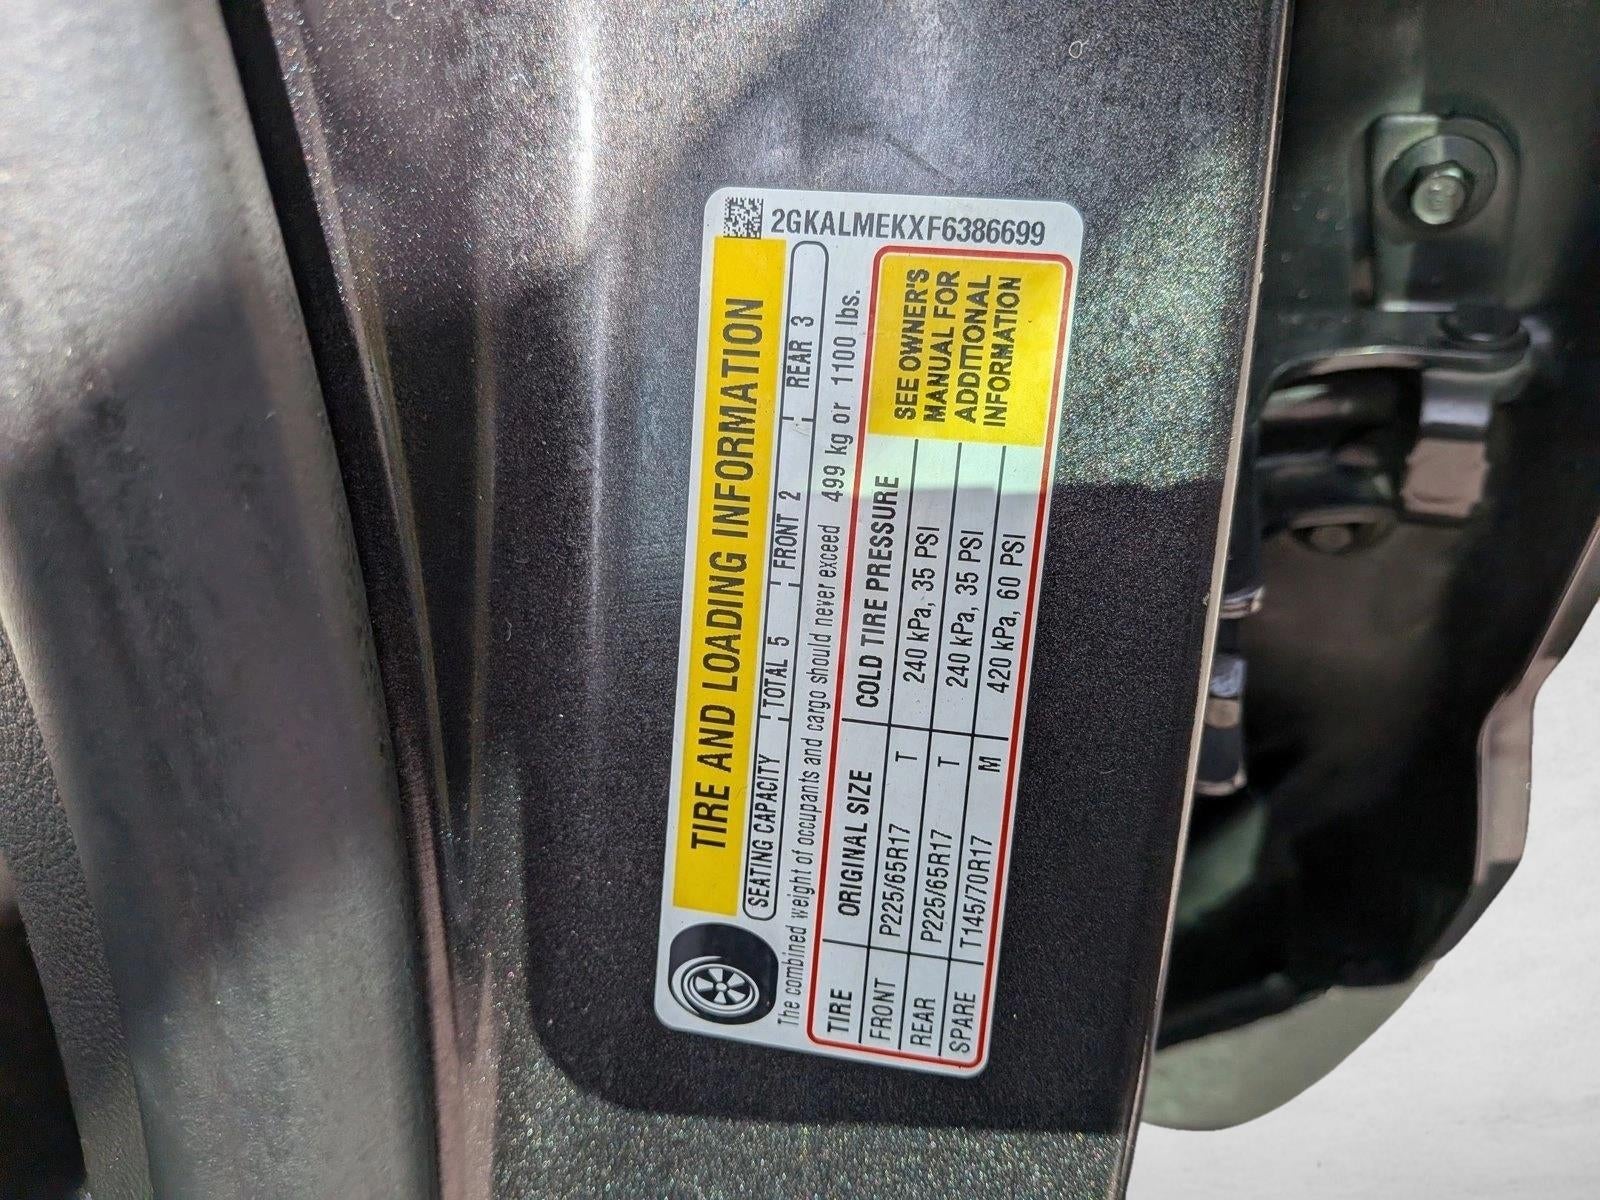 2GKALMEKXF6386699
TIRE AND LOADING INFORMATION
SEATING CAPACITY TOTAL 5 FRONT 2 REAR 3
The combined weight of occupants and cargo should never exceed 499 kg or 1100 lbs.
TIRE ORIGINAL SIZE COLD TIRE PRESSURE
FRONT P225/65R17 T 240 kPa, 35 PSI
REAR P225/65R17 T 240 kPa, 35 PSI
SPARE T145/70R17 M 420 kPa, 60 PSI
SEE OWNER'S
MANUAL FOR
ADDITIONAL
INFORMATION